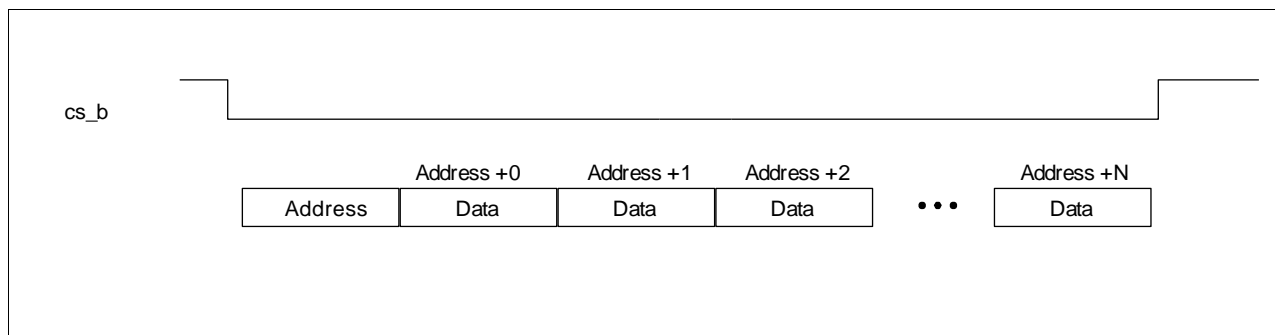 cs_b
Address +0 Address +1 Address +2 Address +N
Address Data Data Data ••• Data